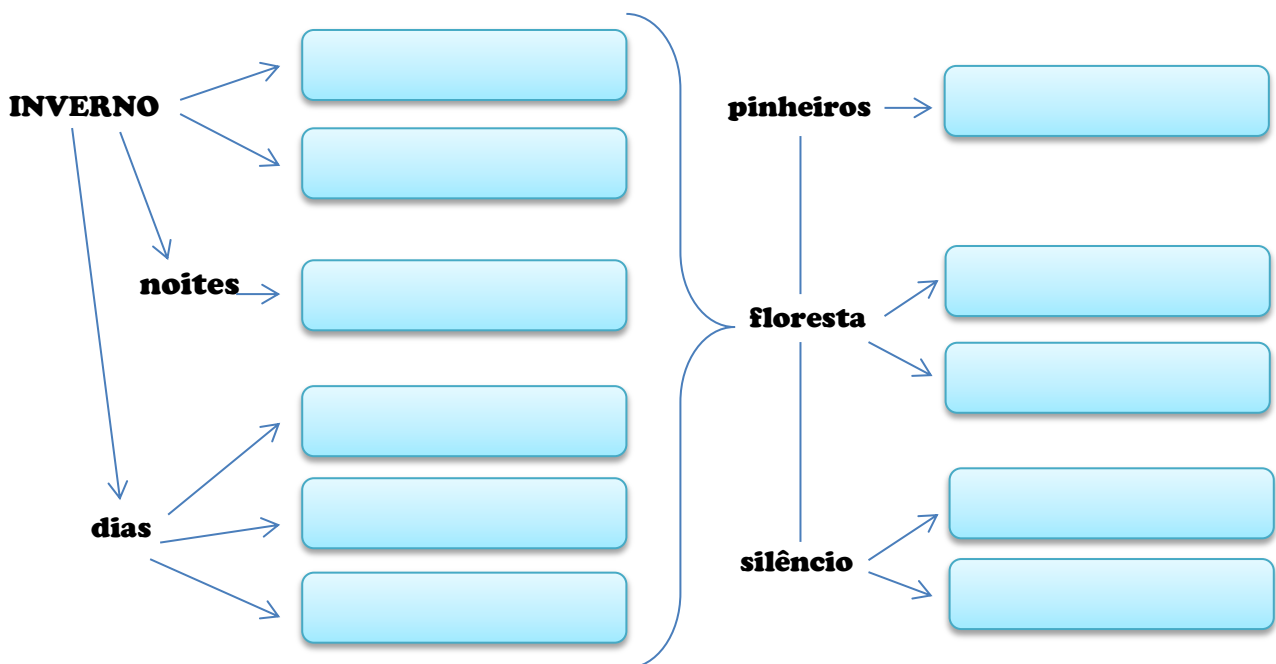 INVERNO
noites
dias
pinheiros
floresta
silêncio